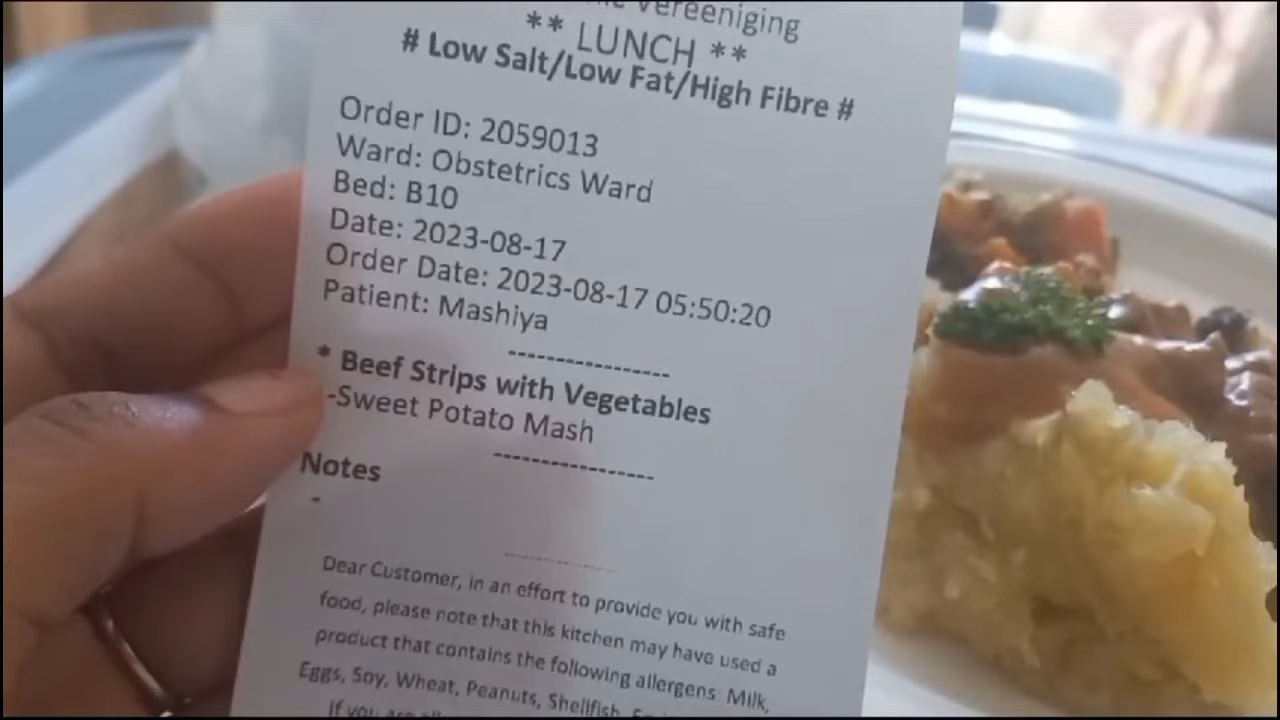 Vereeniging
** LUNCH **
# Low Salt/Low Fat/High Fibre #
Order ID: 2059013
Ward: Obstetrics Ward
Bed: B10
Date: 2023-08-17
Order Date: 2023-08-17 05:50:20
Patient: Mashiya
----------------
* Beef Strips with Vegetables
-Sweet Potato Mash
----------------
Notes
-
----------------
Dear Customer, in an effort to provide you with safe
food, please note that this kitchen may have used a
product that contains the following allergens: Milk,
Eggs, Soy, Wheat, Peanuts, Shellfish,
If you are